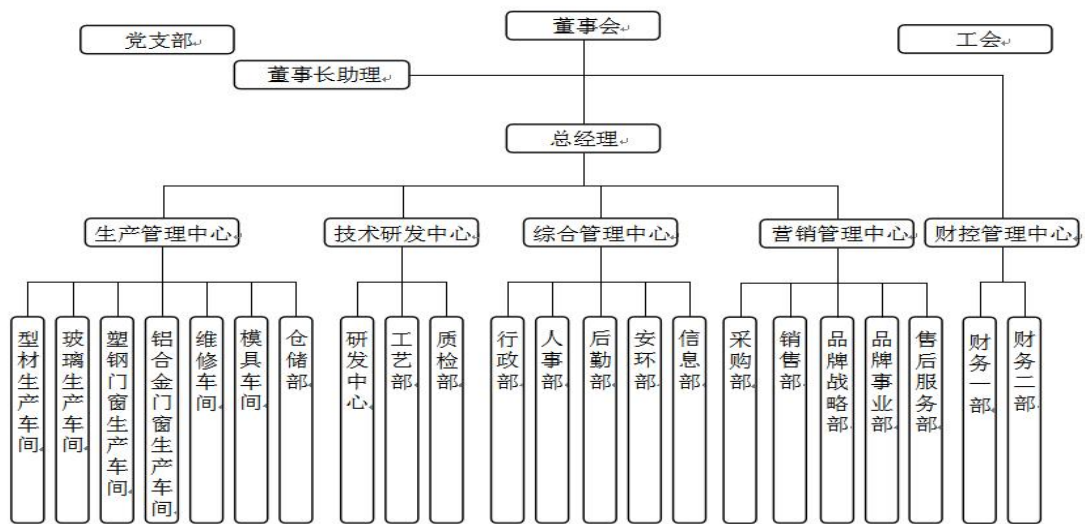 董事会
党支部
工会
董事长助理
总经理
生产管理中心
技术研发中心
综合管理中心
营销管理中心
财控管理中心
型材生产车间
玻璃生产车间
塑钢门窗生产车间
铝合金门窗生产车间
维修车间
模具车间
仓储部
研发中心
工艺部
质检部
行政部
人事部
后勤部
安环部
信息部
采购部
销售部
品牌战略部
品牌事业部
售后服务部
财务一部
财务二部